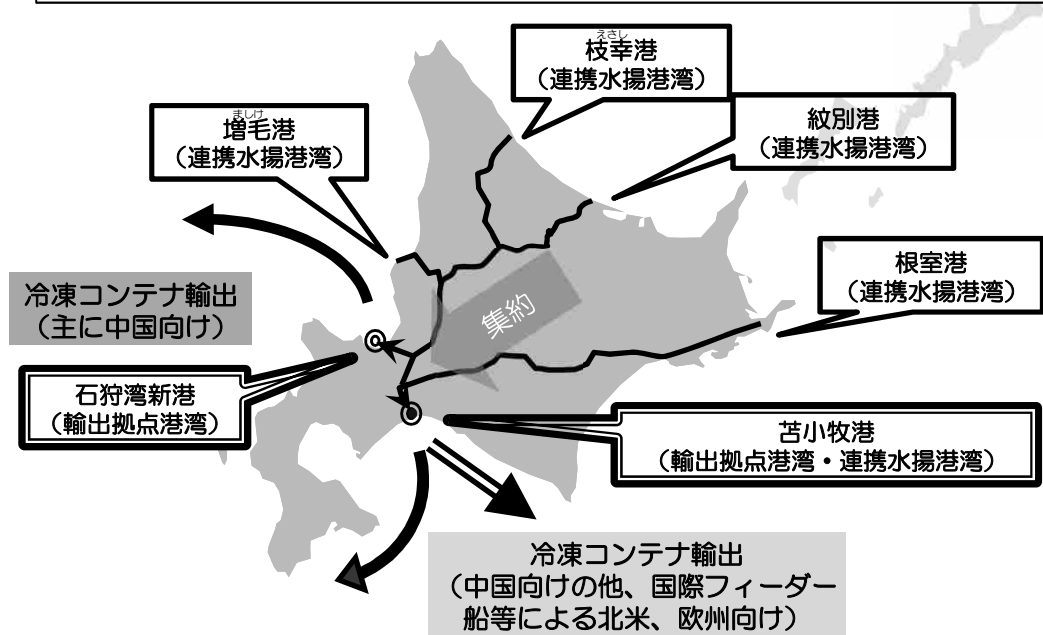 えさし
枝幸港
（連携水揚港湾）
紋別港
（連携水揚港湾）
ましけ
増毛港
（連携水揚港湾）
根室港
（連携水揚港湾）
冷凍コンテナ輸出
（主に中国向け）
集約
石狩湾新港
（輸出拠点港湾）
苫小牧港
（輸出拠点港湾・連携水揚港湾）
冷凍コンテナ輸出
（中国向けの他、国際フィーダー
船等による北米、欧州向け）